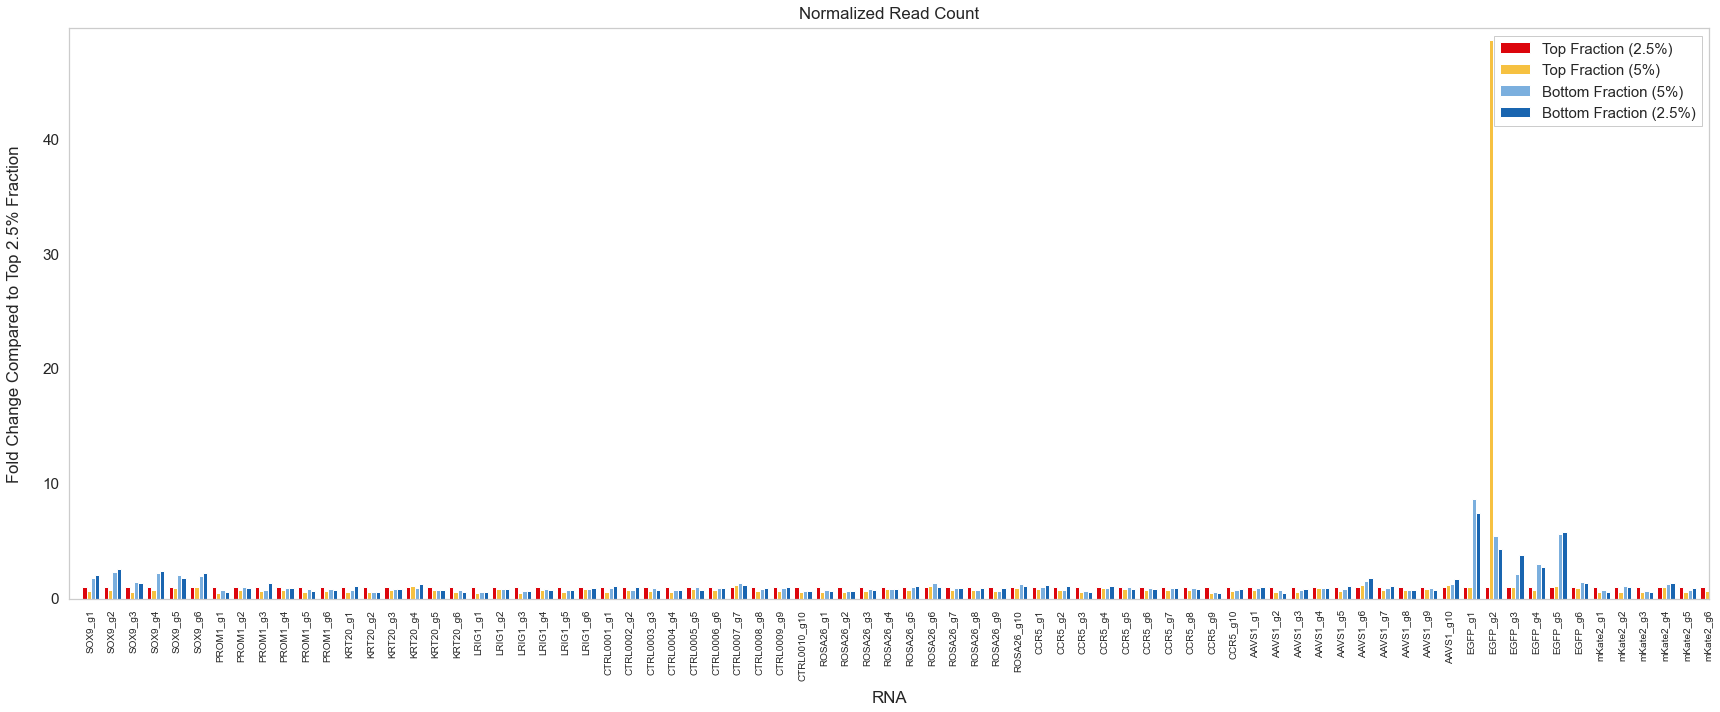 Normalized Read Count
Top Fraction (2.5%)
Top Fraction (5%)
Bottom Fraction (5%)
Bottom Fraction (2.5%)
Fold Change Compared to Top 2.5% Fraction
40
30
20
10
0
SOX9_g1
SOX9_g2
SOX9_g3
SOX9_g4
SOX9_g5
SOX9_g6
PROM1_g1
PROM1_g2
PROM1_g3
PROM1_g4
PROM1_g5
PROM1_g6
KRT20_g1
KRT20_g2
KRT20_g3
KRT20_g4
KRT20_g5
KRT20_g6
LRIG1_g1
LRIG1_g2
LRIG1_g3
LRIG1_g4
LRIG1_g5
LRIG1_g6
CTRL0001_g1
CTRL0002_g2
CTRL0003_g3
CTRL0004_g4
CTRL0005_g5
CTRL0006_g6
CTRL0007_g7
CTRL0008_g8
CTRL0009_g9
CTRL0010_g10
ROSA26_g1
ROSA26_g2
ROSA26_g3
ROSA26_g4
ROSA26_g5
ROSA26_g6
ROSA26_g7
ROSA26_g8
ROSA26_g9
ROSA26_g10
CCR5_g1
CCR5_g2
CCR5_g3
CCR5_g4
CCR5_g5
CCR5_g6
CCR5_g7
CCR5_g8
CCR5_g9
CCR5_g10
AAVS1_g1
AAVS1_g2
AAVS1_g3
AAVS1_g4
AAVS1_g5
AAVS1_g6
AAVS1_g7
AAVS1_g8
AAVS1_g9
AAVS1_g10
EGFP_g1
EGFP_g2
EGFP_g3
EGFP_g4
EGFP_g5
EGFP_g6
mKate2_g1
mKate2_g2
mKate2_g3
mKate2_g4
mKate2_g5
mKate2_g6
RNA